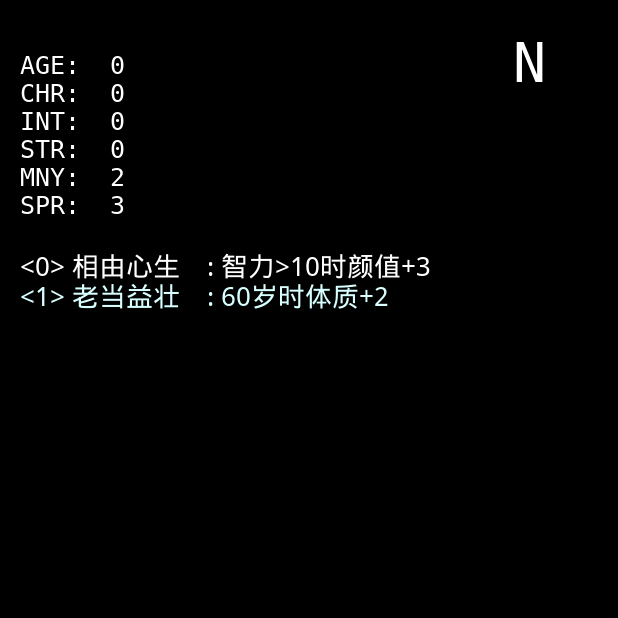 N
AGE: 0
CHR: 0
INT: 0
STR: 0
MNY: 2
SPR: 3
<0> 相由心生 : 智力>10时颜值+3
<1> 老当益壮 : 60岁时体质+2